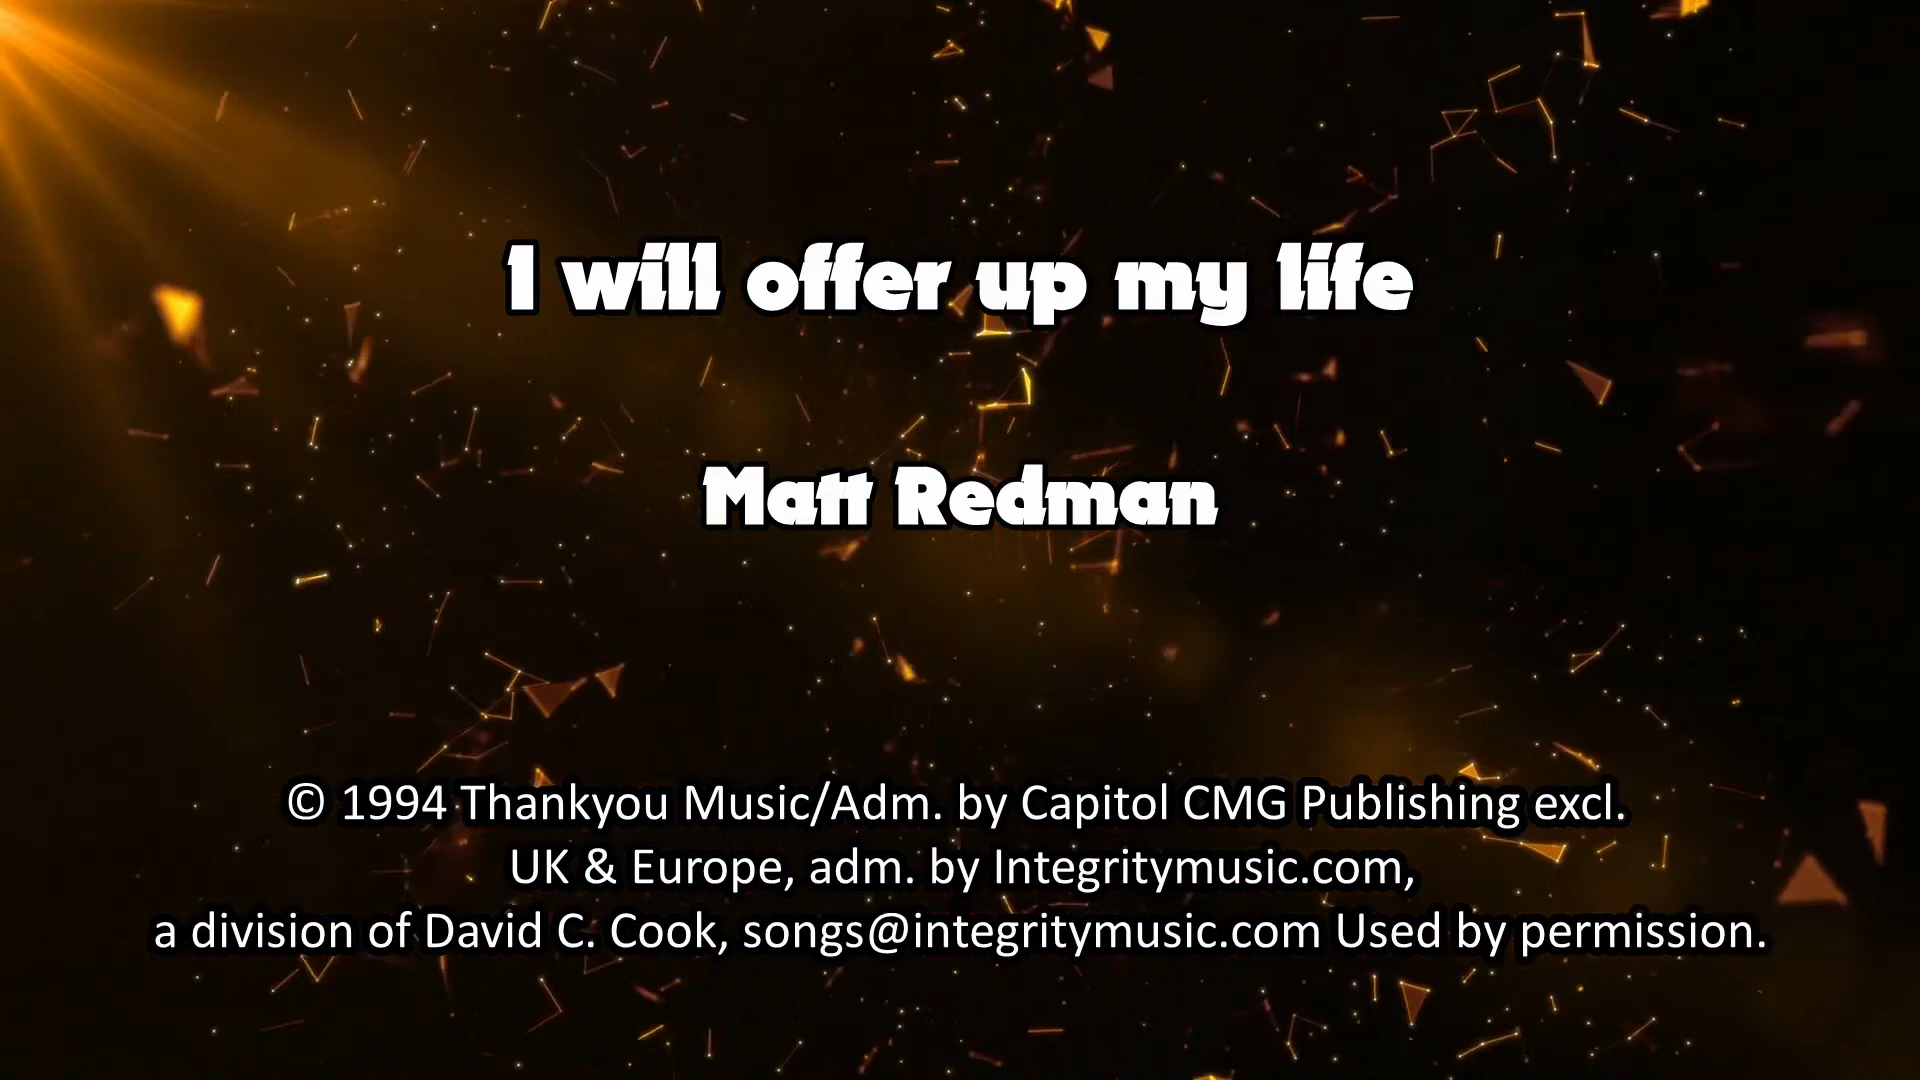 I will offer up my life
Matt Redman
© 1994 Thankyou Music/Adm. by Capitol CMG Publishing excl.
UK & Europe, adm. by Integritymusic.com,
a division of David C. Cook, songs@integritymusic.com Used by permission.